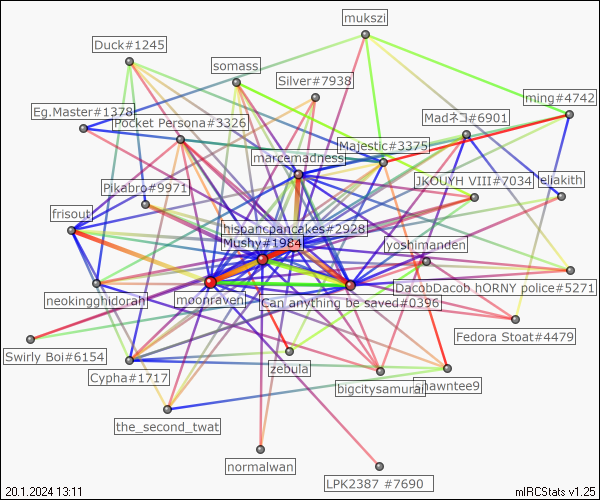 mukszi
Duck#1245
somass
Silver#7938
ming#4742
Eg.Master#1378
Pocket Persona#3326
Madネコ#6901
Majestic#3375
marcemadness
JKOUYH VIII#7034
eliakith
Pikabro#9971
frisout
hispancpancakes#2928
Mushy#1984
yoshimanden
DacobDacob hORNY police#5271
neokingghidorah
moonraven
Can anything be saved#0396
Fedora Stoat#4479
Swirly Boi#6154
Cypha#1717
zebula
bigcitysamurai
the_second_twat
normalwan
LPK2387 #7690
20.1.2024 13:11
mIRCStats v1.25